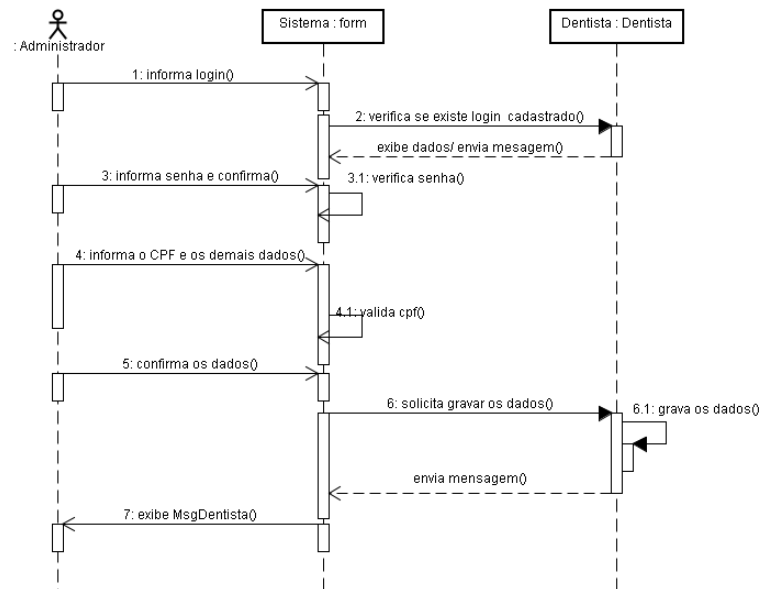 : Administrador
Sistema : form
Dentista : Dentista
1: informa login()
2: verifica se existe login cadastrado()
exibe dados/ envia mesagem()
3: informa senha e confirma()
3.1: verifica senha()
4: informa o CPF e os demais dados()
4.1: valida cpf()
5: confirma os dados()
6: solicita gravar os dados()
6.1: grava os dados()
envia mensagem()
7: exibe MsgDentista()